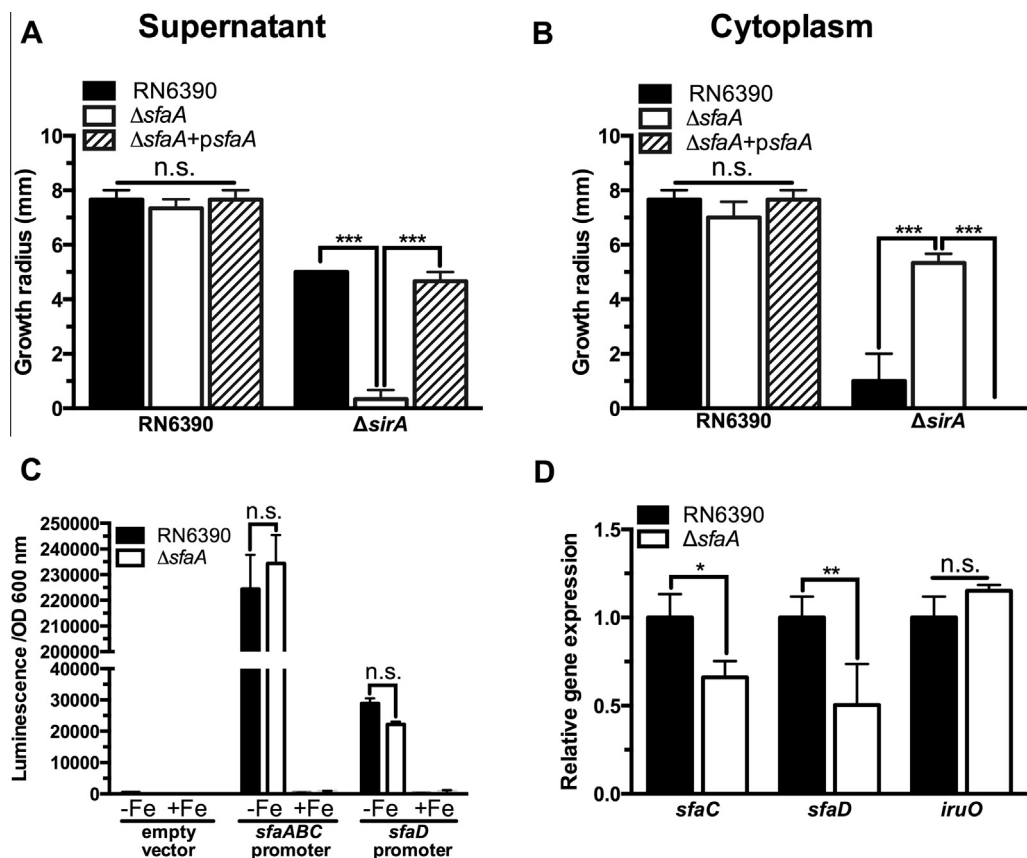 A Supernatant
RN6390
ΔsfaA
ΔsfaA+psfaA
Growth radius (mm)
10
8
6
4
2
0
n.s.
***
***
RN6390
ΔsirA
B Cytoplasm
RN6390
ΔsfaA
ΔsfaA+psfaA
Growth radius (mm)
10
8
6
4
2
0
n.s.
***
***
RN6390
ΔsirA
C
RN6390
ΔsfaA
Luminescence /OD 600 nm
250000
240000
230000
220000
210000
200000
40000
30000
20000
10000
0
n.s.
n.s.
-Fe +Fe -Fe +Fe -Fe +Fe
empty vector
sfaABC promoter
sfaD promoter
D
RN6390
ΔsfaA
Relative gene expression
1.5
1.0
0.5
0.0
*
**
n.s.
sfaC
sfaD
iruO